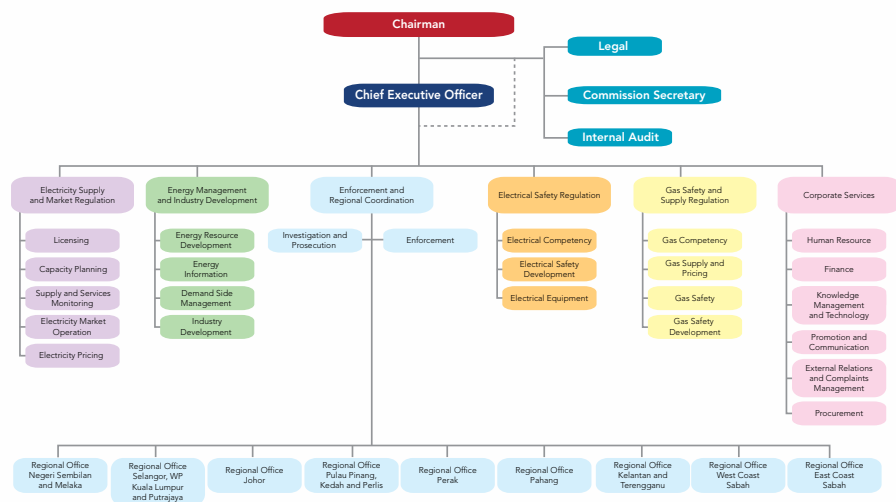 Chairman
Legal
Chief Executive Officer
Commission Secretary
Internal Audit
Electricity Supply
and Market Regulation
Energy Management
and Industry Development
Enforcement and
Regional Coordination
Electrical Safety Regulation
Gas Safety and
Supply Regulation
Corporate Services
Licensing
Capacity Planning
Supply and Services
Monitoring
Electricity Market
Operation
Electricity Pricing
Energy Resource
Development
Energy
Information
Demand Side
Management
Industry
Development
Investigation and
Prosecution
Enforcement
Electrical Competency
Electrical Safety
Development
Electrical Equipment
Gas Competency
Gas Supply and
Pricing
Gas Safety
Gas Safety
Development
Human Resource
Finance
Knowledge
Management
and Technology
Promotion and
Communication
External Relations
and Complaints
Management
Procurement
Regional Office
Negeri Sembilan
and Melaka
Regional Office
Selangor, WP
Kuala Lumpur
and Putrajaya
Regional Office
Johor
Regional Office
Pulau Pinang,
Kedah and Perlis
Regional Office
Perak
Regional Office
Pahang
Regional Office
Kelantan and
Terengganu
Regional Office
West Coast
Sabah
Regional Office
East Coast
Sabah